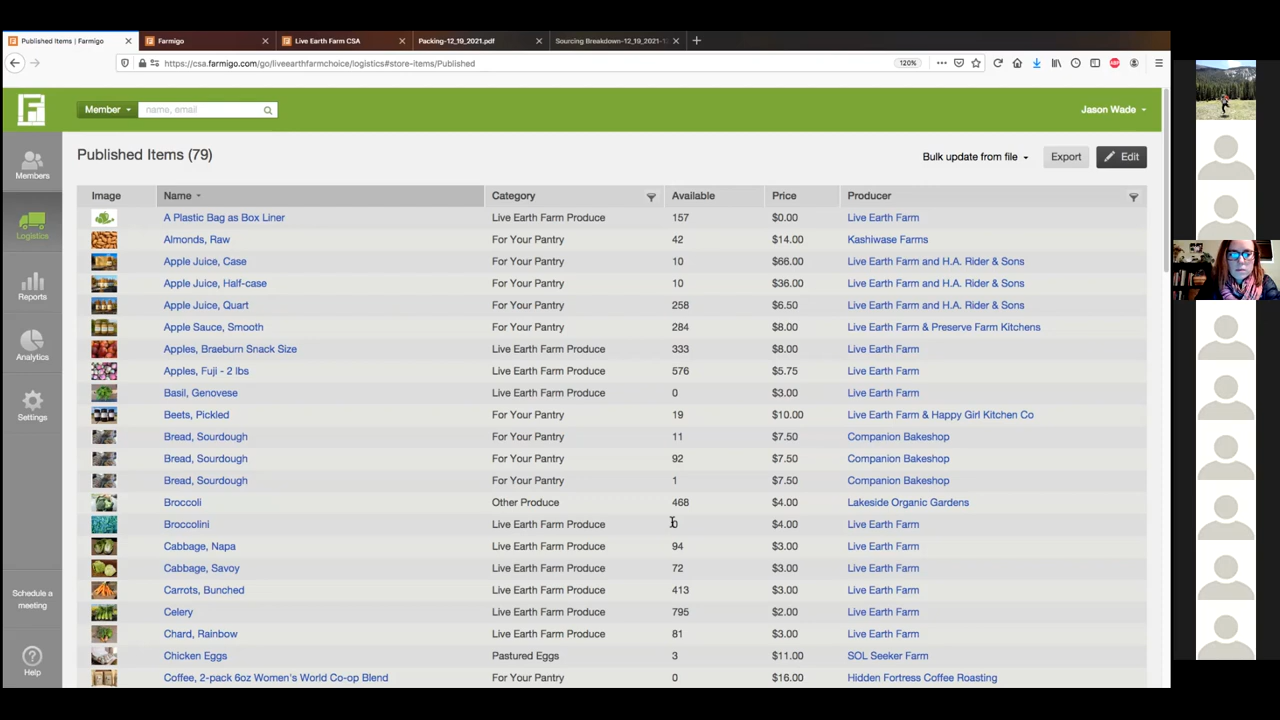 Published Items | Farmigo Farmigo Live Earth Farm CSA Packing-12_19_2021.pdf Sourcing Breakdown-12_19_2021-1
https://csa.farmigo.com/go/liveearthfarmchoice/logistics#store-items/Published 120%
Member name, email Jason Wade
Members
Logistics
Reports
Analytics
Settings
Schedule a
meeting
Help
Published Items (79) Bulk update from file Export Edit
Image Name Category Available Price Producer
A Plastic Bag as Box Liner Live Earth Farm Produce 157 $0.00 Live Earth Farm
Almonds, Raw For Your Pantry 42 $14.00 Kashiwase Farms
Apple Juice, Case For Your Pantry 10 $66.00 Live Earth Farm and H.A. Rider & Sons
Apple Juice, Half-case For Your Pantry 10 $36.00 Live Earth Farm and H.A. Rider & Sons
Apple Juice, Quart For Your Pantry 258 $6.50 Live Earth Farm and H.A. Rider & Sons
Apple Sauce, Smooth For Your Pantry 284 $8.00 Live Earth Farm & Preserve Farm Kitchens
Apples, Braeburn Snack Size Live Earth Farm Produce 333 $8.00 Live Earth Farm
Apples, Fuji - 2 lbs Live Earth Farm Produce 576 $5.75 Live Earth Farm
Basil, Genovese Live Earth Farm Produce 0 $3.00 Live Earth Farm
Beets, Pickled For Your Pantry 19 $10.00 Live Earth Farm & Happy Girl Kitchen Co
Bread, Sourdough For Your Pantry 11 $7.50 Companion Bakeshop
Bread, Sourdough For Your Pantry 92 $7.50 Companion Bakeshop
Bread, Sourdough For Your Pantry 1 $7.50 Companion Bakeshop
Broccoli Other Produce 468 $4.00 Lakeside Organic Gardens
Broccolini Live Earth Farm Produce 0 $4.00 Live Earth Farm
Cabbage, Napa Live Earth Farm Produce 94 $3.00 Live Earth Farm
Cabbage, Savoy Live Earth Farm Produce 72 $3.00 Live Earth Farm
Carrots, Bunched Live Earth Farm Produce 413 $3.00 Live Earth Farm
Celery Live Earth Farm Produce 795 $2.00 Live Earth Farm
Chard, Rainbow Live Earth Farm Produce 81 $3.00 Live Earth Farm
Chicken Eggs Pastured Eggs 3 $11.00 SOL Seeker Farm
Coffee, 2-pack 6oz Women's World Co-op Blend For Your Pantry 0 $16.00 Hidden Fortress Coffee Roasting